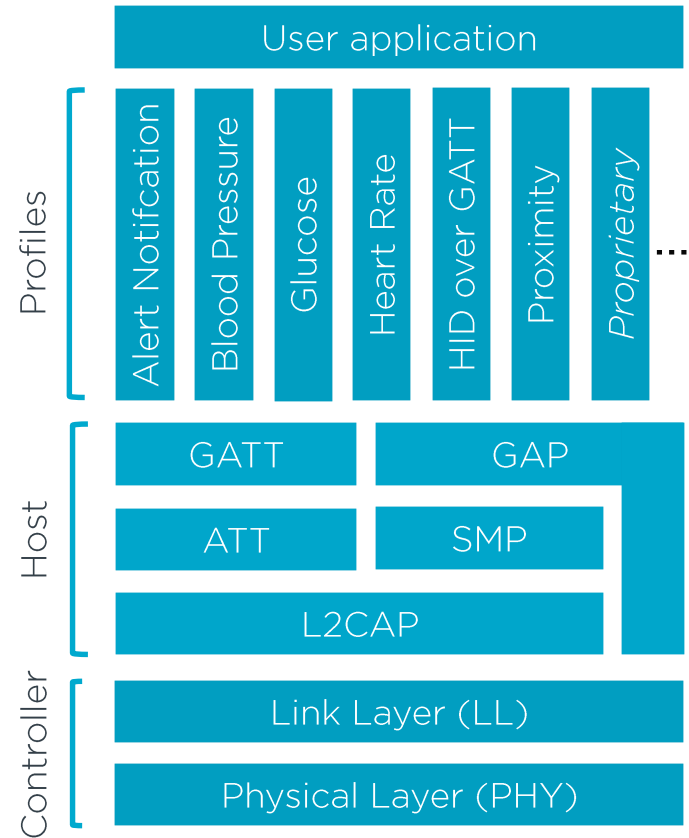 User application
Profiles
Alert Notifcation
Blood Pressure
Glucose
Heart Rate
HID over GATT
Proximity
Proprietary
...
Host
GATT
GAP
ATT
SMP
L2CAP
Controller
Link Layer (LL)
Physical Layer (PHY)